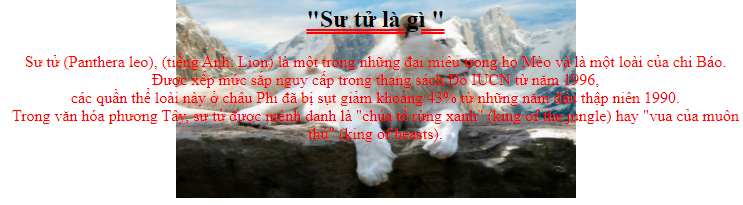 "Sư tử là gì "
Sư tử (Panthera leo), (tiếng Anh: Lion) là một trong những đại miêu trong họ Mèo và là một loài của chi Báo.
Được xếp mức sắp nguy cấp trong thang sách Đỏ IUCN từ năm 1996,
các quần thể loài này ở châu Phi đã bị sụt giảm khoảng 43% từ những năm đầu thập niên 1990.
Trong văn hóa phương Tây, sư tử được mệnh danh là "chúa tể rừng xanh" (king of the jungle) hay "vua của muôn
thú" (king of beasts).